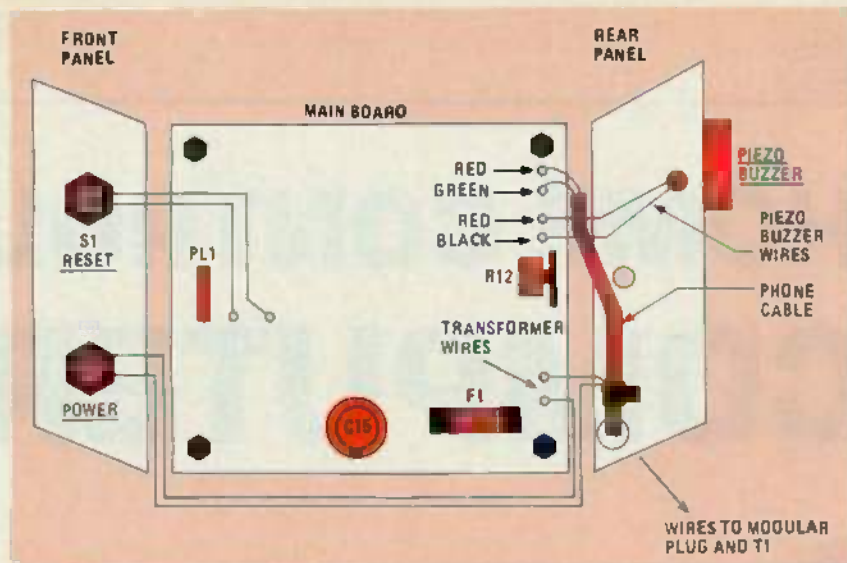 FRONT
PANEL
REAR
PANEL
MAIN BOARD
RED
GREEN
RED
BLACK
PIEZO
BUZZER
PIEZO
BUZZER
WIRES
S1
RESET
PL1
R12
PHONE
CABLE
TRANSFORMER
WIRES
POWER
F1
C15
WIRES TO MODULAR
PLUG AND T1